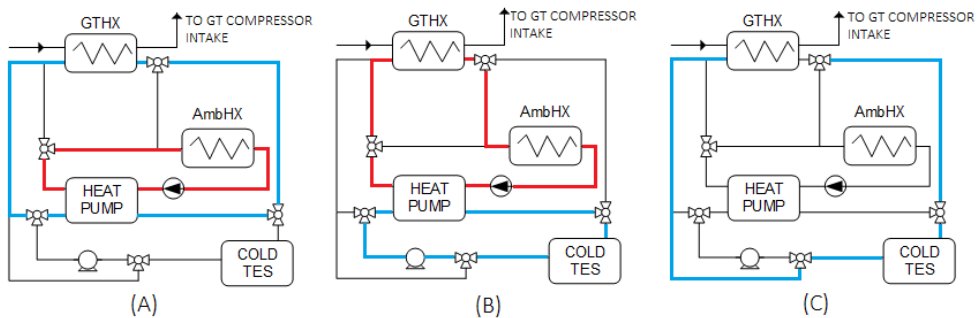 GTHX
TO GT COMPRESSOR
INTAKE
AmbHX
HEAT
PUMP
COLD
TES
(A)
GTHX
TO GT COMPRESSOR
INTAKE
AmbHX
HEAT
PUMP
COLD
TES
(B)
GTHX
TO GT COMPRESSOR
INTAKE
AmbHX
HEAT
PUMP
COLD
TES
(C)